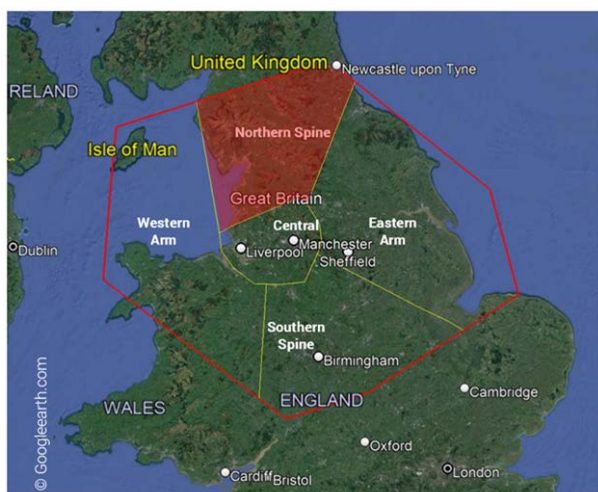 United Kingdom
Newcastle upon Tyne
RELAND
Northern Spine
Isle of Man
Great Britain
Western
Arm
Central
Eastern
Arm
Dublin
Liverpool
Manchester
Sheffield
Southern
Spine
Birmingham
WALES
ENGLAND
Cambridge
Oxford
Cardiff
Bristol
London
© Googleearth.com